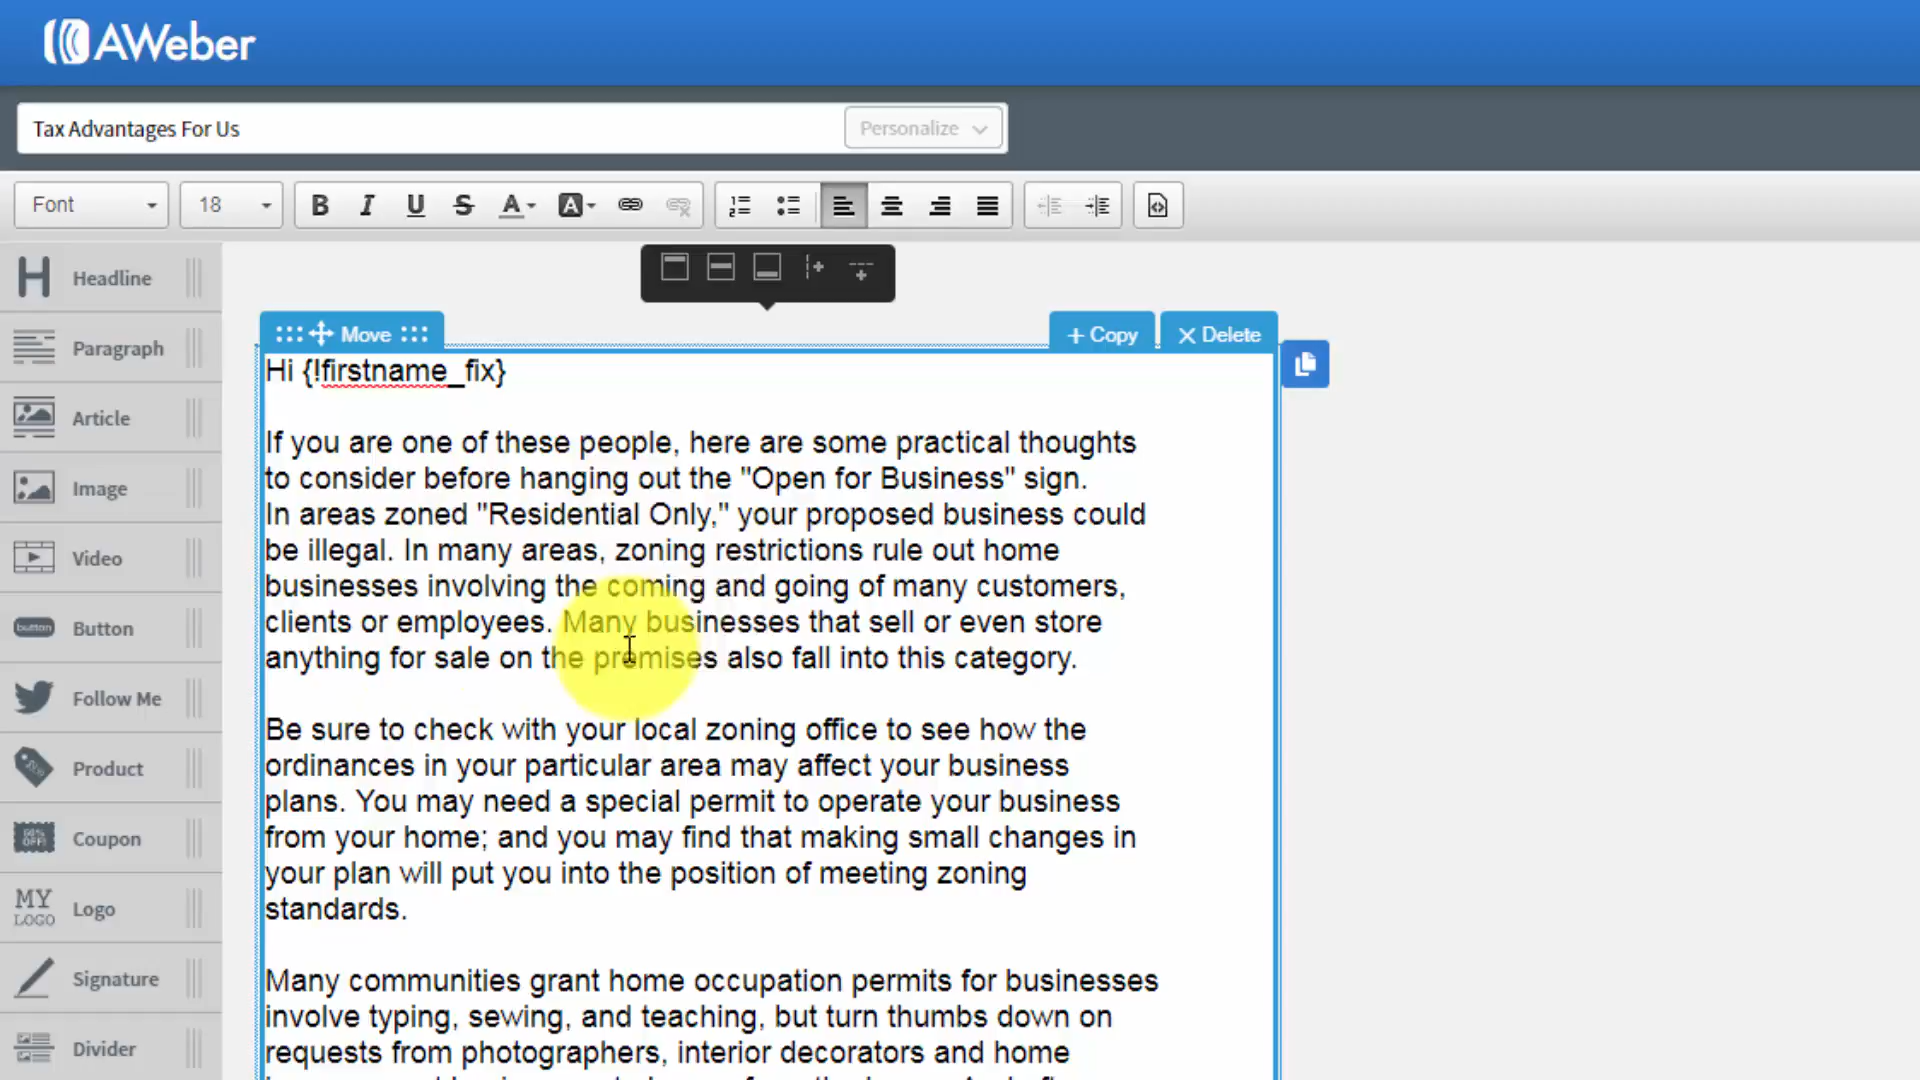 AWeber
Tax Advantages For Us
Personalize
Font
18
B I U S A A
Headline
Paragraph
Article
Image
Video
button
Button
Follow Me
Product
50% OFF!
Coupon
MY LOGO
Logo
Signature
Divider
Move
+ Copy
X Delete
Hi {!firstname_fix}
If you are one of these people, here are some practical thoughts
to consider before hanging out the "Open for Business" sign.
In areas zoned "Residential Only," your proposed business could
be illegal. In many areas, zoning restrictions rule out home
businesses involving the coming and going of many customers,
clients or employees. Many businesses that sell or even store
anything for sale on the premises also fall into this category.
Be sure to check with your local zoning office to see how the
ordinances in your particular area may affect your business
plans. You may need a special permit to operate your business
from your home; and you may find that making small changes in
your plan will put you into the position of meeting zoning
standards.
Many communities grant home occupation permits for businesses
involve typing, sewing, and teaching, but turn thumbs down on
requests from photographers, interior decorators and home